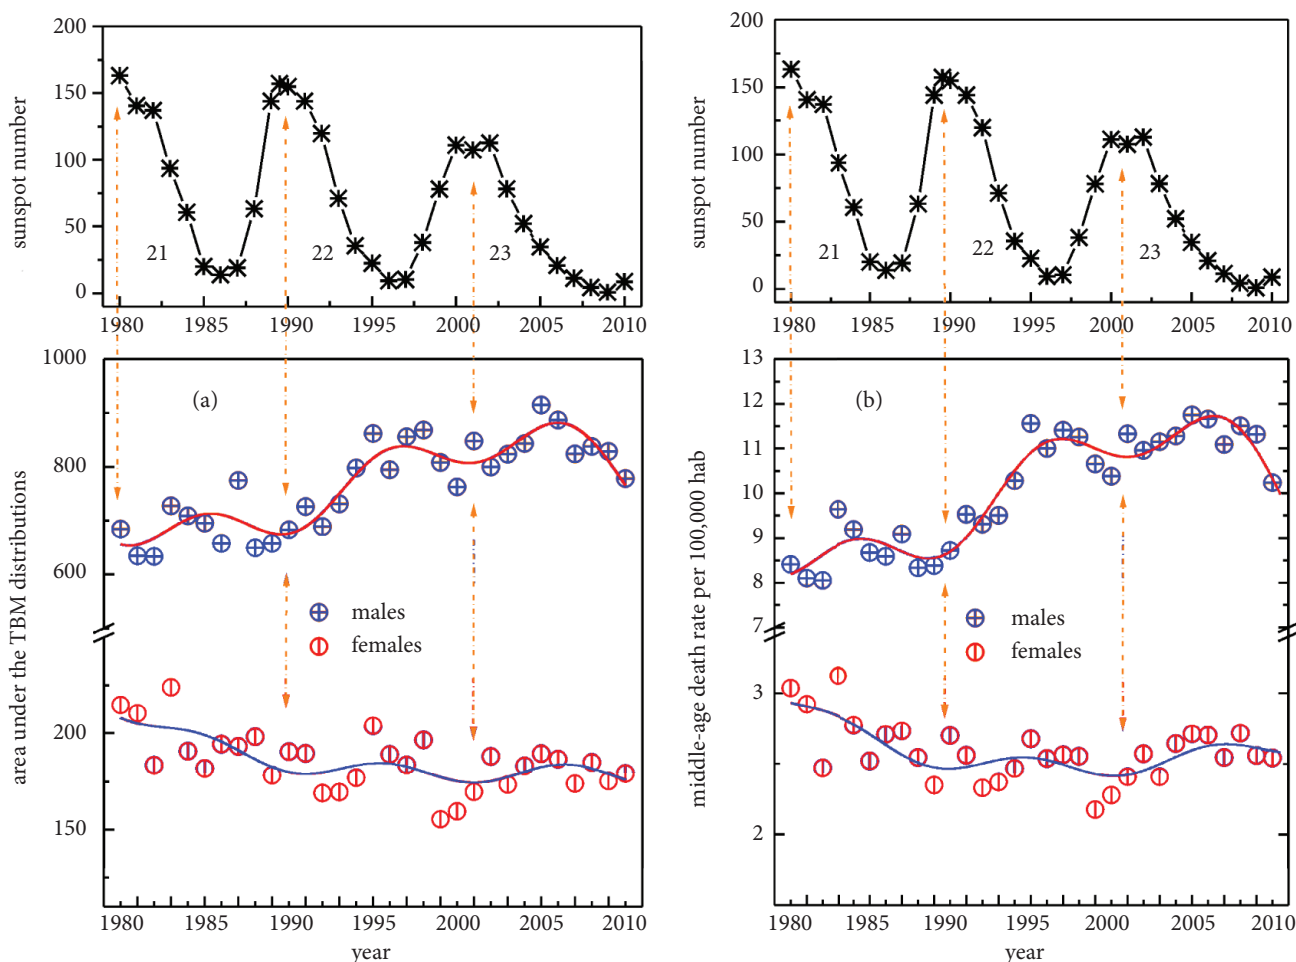 200
150
100
50
0
sunspot number
21
22
23
1980 1985 1990 1995 2000 2005 2010
1000
800
600
200
150
area under the TBM distributions
(a)
males
females
1980 1985 1990 1995 2000 2005 2010
year
200
150
100
50
0
sunspot number
21
22
23
1980 1985 1990 1995 2000 2005 2010
13
12
11
10
9
8
7
3
2
middle-age death rate per 100,000 hab
(b)
males
females
1980 1985 1990 1995 2000 2005 2010
year